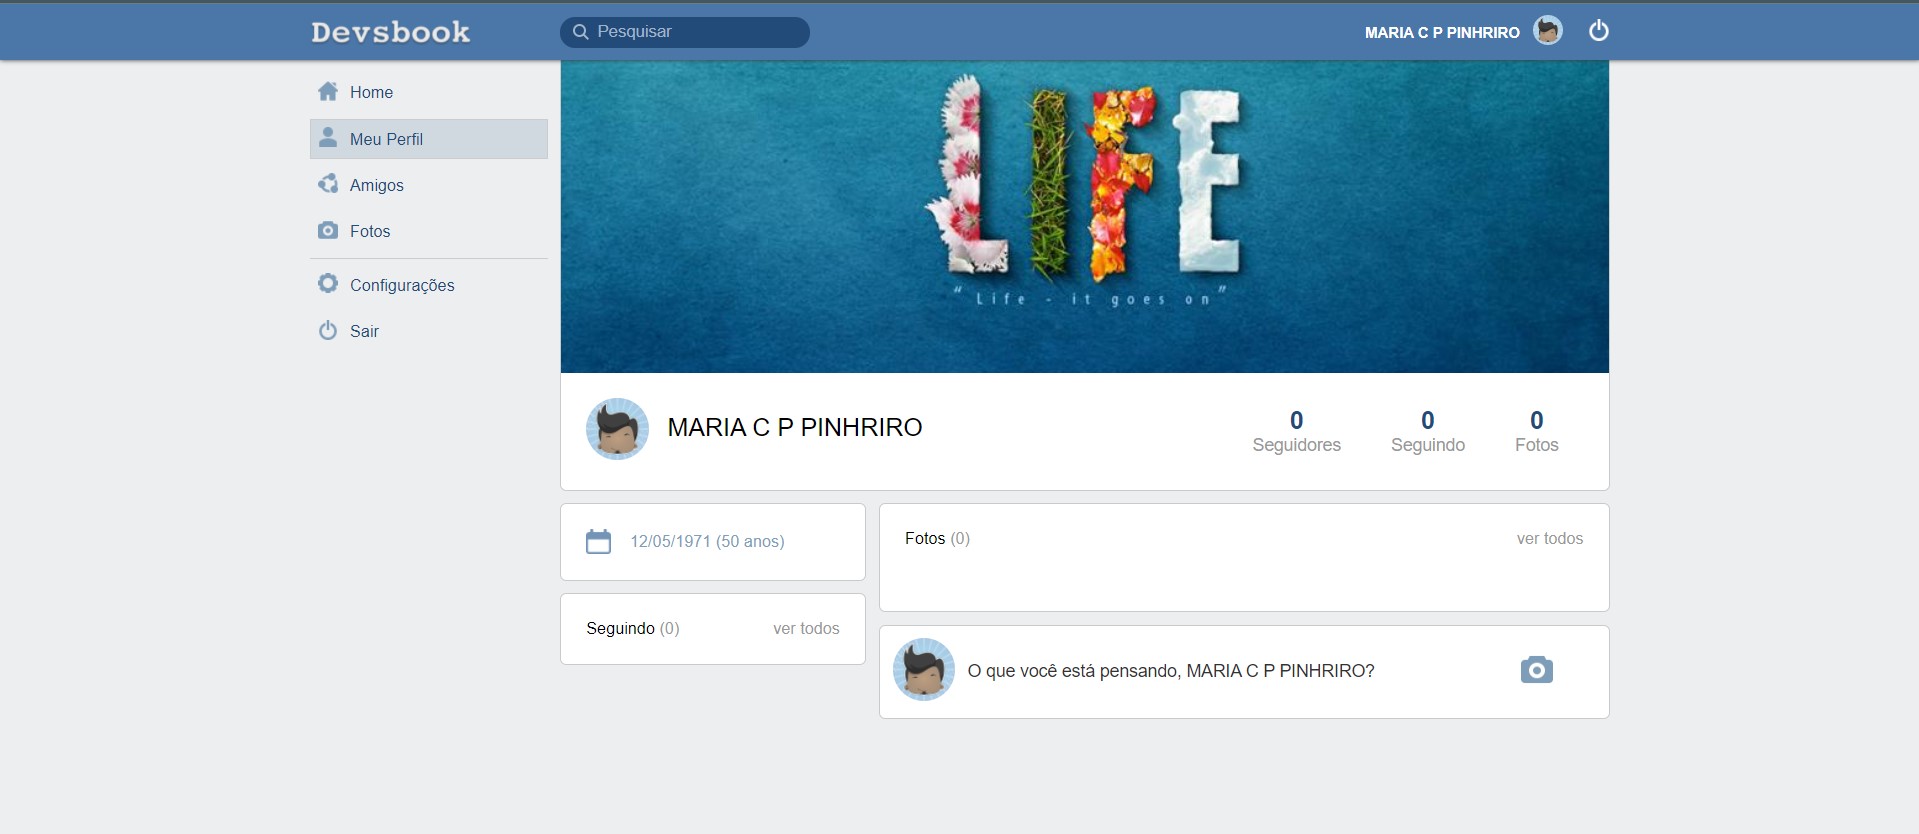 Devsbook
Pesquisar
MARIA C P PINHRIRO
Home
Meu Perfil
Amigos
Fotos
Configurações
Sair
LIFE
“Life - it goes on”
MARIA C P PINHRIRO
0
Seguidores
0
Seguindo
0
Fotos
12/05/1971 (50 anos)
Seguindo (0)
ver todos
Fotos (0)
ver todos
O que você está pensando, MARIA C P PINHRIRO?